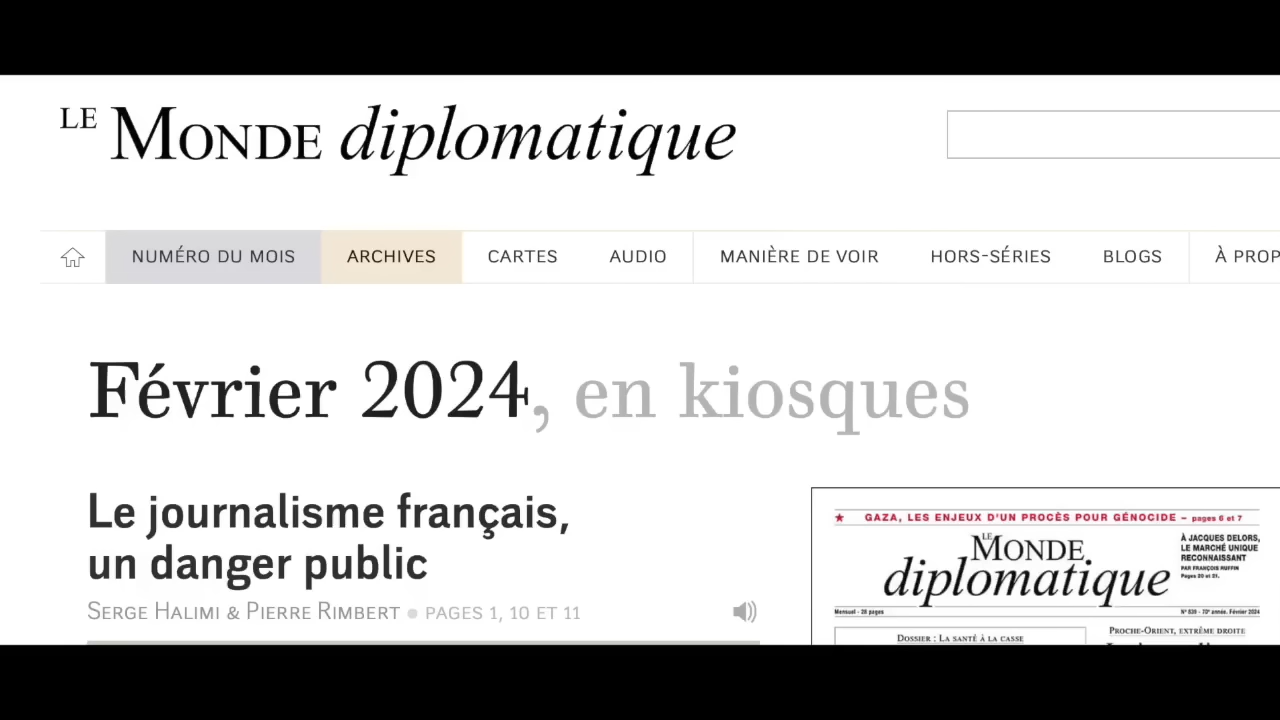 LE MONDE diplomatique
NUMÉRO DU MOIS ARCHIVES CARTES AUDIO MANIÈRE DE VOIR HORS-SÉRIES BLOGS À PROP
Février 2024, en kiosques
Le journalisme français,
un danger public
SERGE HALIMI & PIERRE RIMBERT ● PAGES 1, 10 ET 11
★ GAZA, LES ENJEUX D'UN PROCÈS POUR GÉNOCIDE – pages 6 et 7
LE MONDE
diplomatique
À JACQUES DELORS,
LE MARCHÉ UNIQUE
RECONNAISSANT
PAR FRANÇOIS RUFFIN
Pages 20 et 21.
Mensuel - 28 pages
N° 839 - 70e année. Février 2024
DOSSIER : LA SANTÉ À LA CASSE
PROCHE-ORIENT, EXTRÊME DROITE